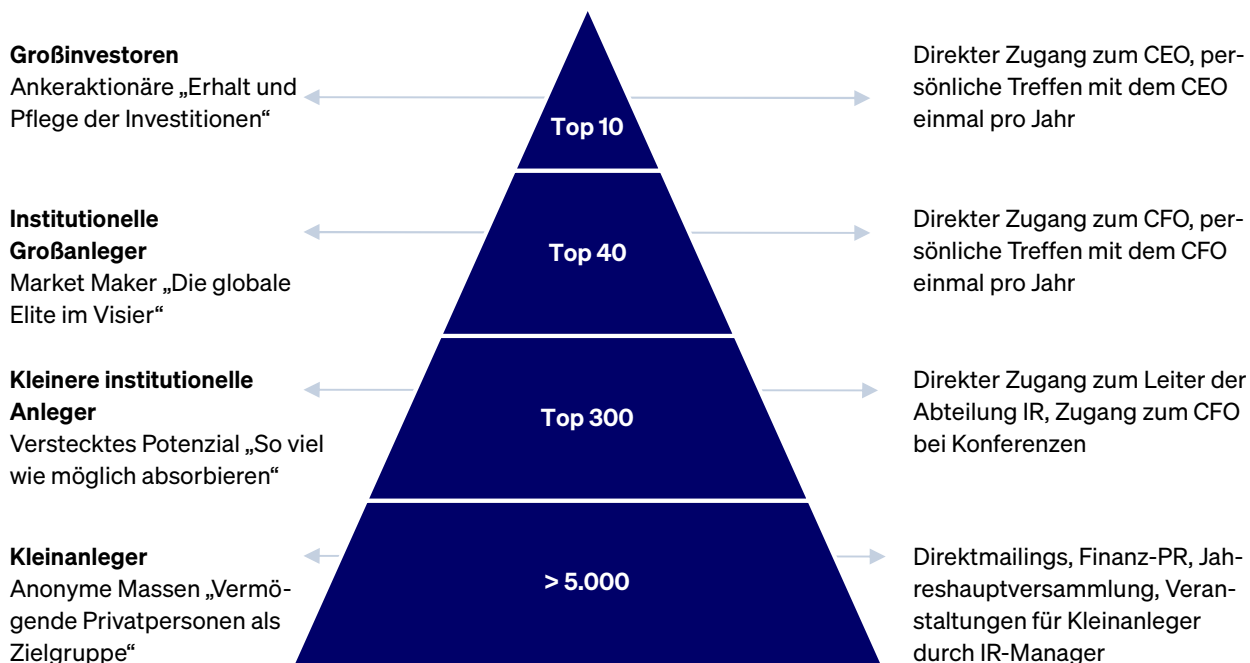 Großinvestoren
Ankeraktionäre „Erhalt und
Pflege der Investitionen“
Top 10
Direkter Zugang zum CEO, per-
sönliche Treffen mit dem CEO
einmal pro Jahr
Institutionelle
Großanleger
Market Maker „Die globale
Elite im Visier“
Top 40
Direkter Zugang zum CFO, per-
sönliche Treffen mit dem CFO
einmal pro Jahr
Kleinere institutionelle
Anleger
Verstecktes Potenzial „So viel
wie möglich absorbieren“
Top 300
Direkter Zugang zum Leiter der
Abteilung IR, Zugang zum CFO
bei Konferenzen
Kleinanleger
Anonyme Massen „Vermö-
gende Privatpersonen als
Zielgruppe“
> 5.000
Direktmailings, Finanz-PR, Jah-
reshauptversammlung, Veran-
staltungen für Kleinanleger
durch IR-Manager